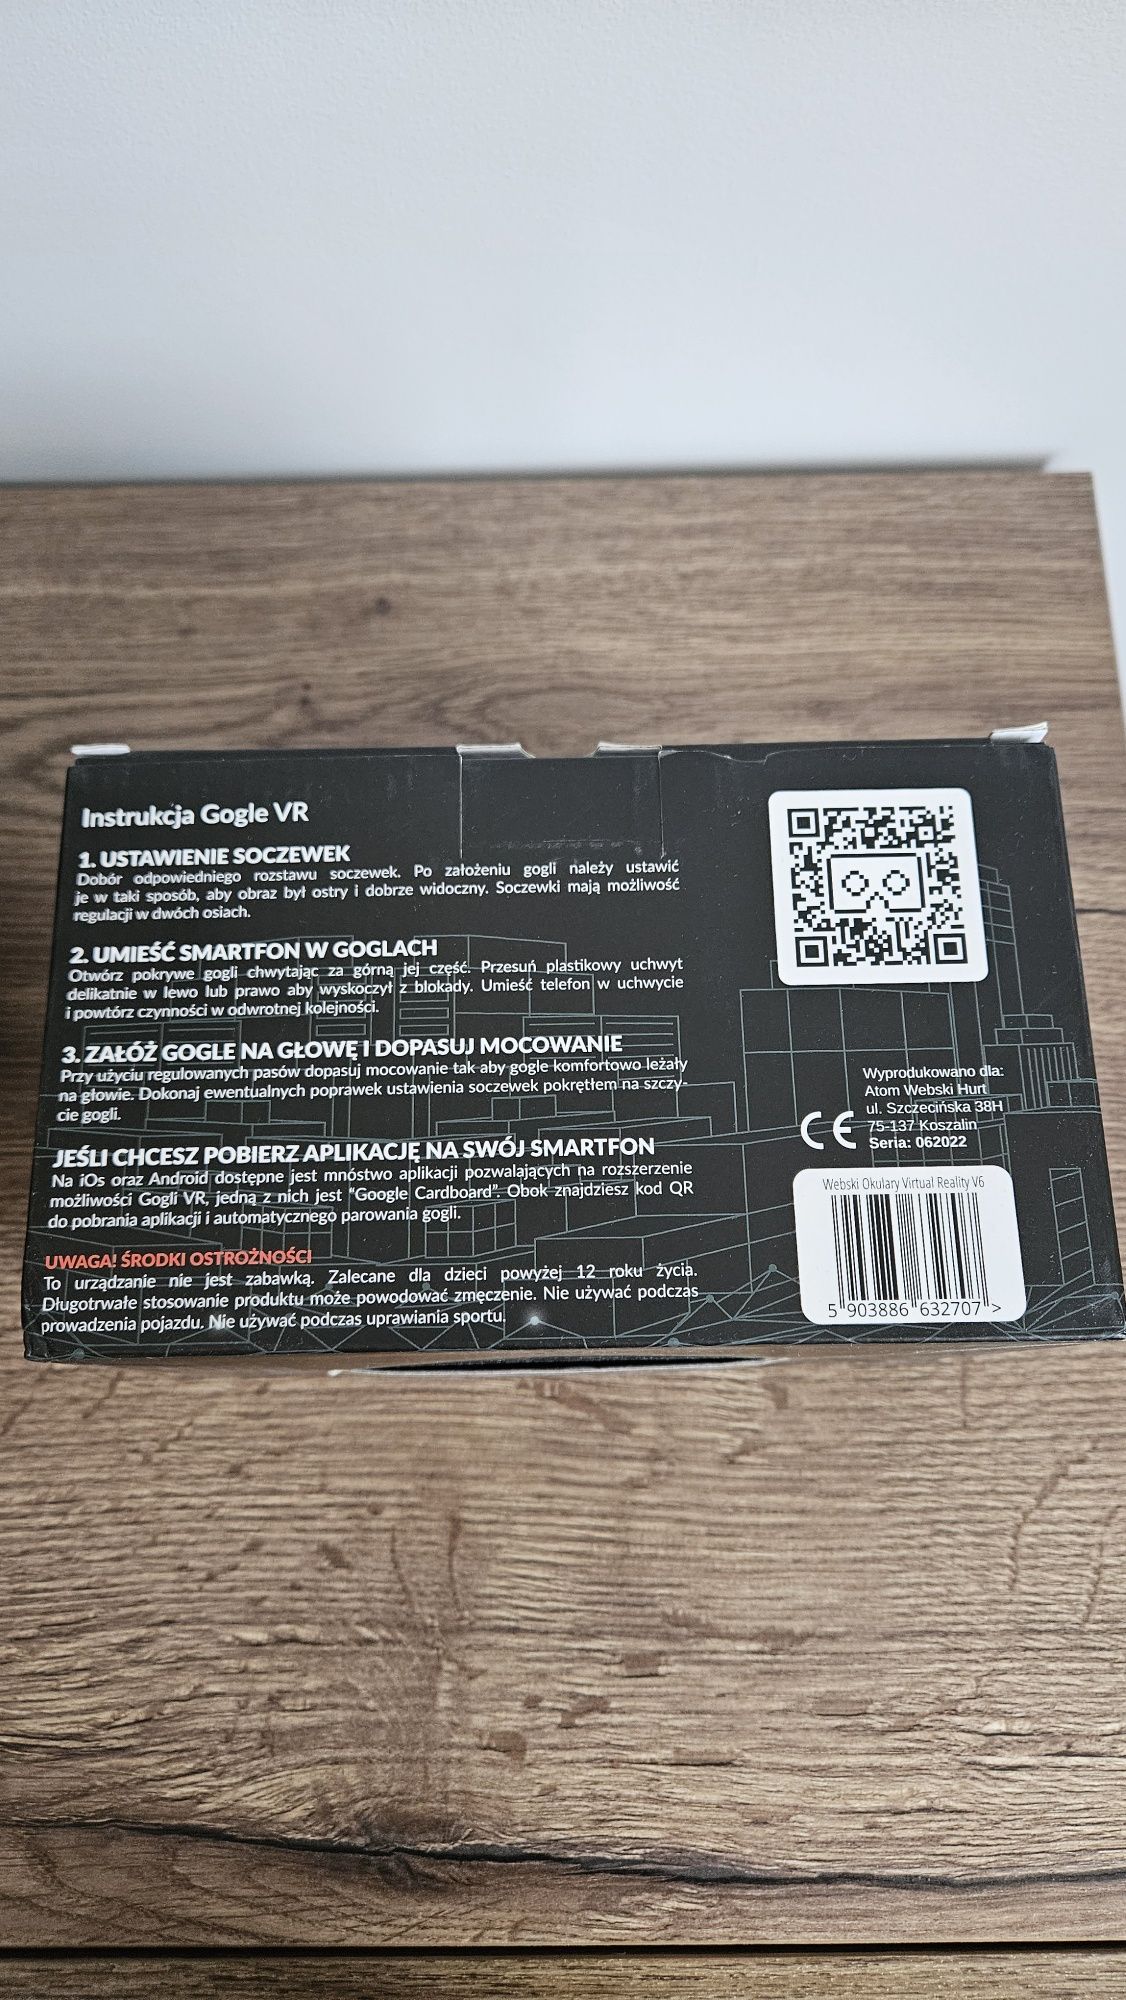 Instrukcja Gogle VR
1. USTAWIENIE SOCZEWEK
Dobór odpowiedniego rozstawu soczewek. Po założeniu gogli należy ustawić
je w taki sposób, aby obraz był ostry i dobrze widoczny. Soczewki mają możliwość
regulacji w dwóch osiach.
2. UMIEŚĆ SMARTFON W GOGLACH
Otwórz pokrywe gogli chwytając za górną jej część. Przesuń plastikowy uchwyt
delikatnie w lewo lub prawo aby wyskoczył z blokady. Umieść telefon w uchwycie
i powtórz czynności w odwrotnej kolejności.
3. ZAŁÓŻ GOGLE NA GŁOWĘ I DOPASUJ MOCOWANIE
Przy użyciu regulowanych pasów dopasuj mocowanie tak aby gogle komfortowo leżały
na głowie. Dokonaj ewentualnych poprawek ustawienia soczewek pokrętłem na szczy-
cie gogli.
JEŚLI CHCESZ POBIERZ APLIKACJĘ NA SWÓJ SMARTFON
Na iOs oraz Android dostępne jest mnóstwo aplikacji pozwalających na rozszerzenie
możliwości Gogli VR, jedną z nich jest "Google Cardboard". Obok znajdziesz kod QR
do pobrania aplikacji i automatycznego parowania gogli.
UWAGA! ŚRODKI OSTROŻNOŚCI
To urządzanie nie jest zabawką. Zalecane dla dzieci powyżej 12 roku życia.
Długotrwałe stosowanie produktu może powodować zmęczenie. Nie używać podczas
prowadzenia pojazdu. Nie używać podczas uprawiania sportu.
Wyprodukowano dla:
Atom Webski Hurt
ul. Szczecińska 38H
75-137 Koszalin
Seria: 062022
CE
Webski Okulary Virtual Reality V6
5 903886 632707 >